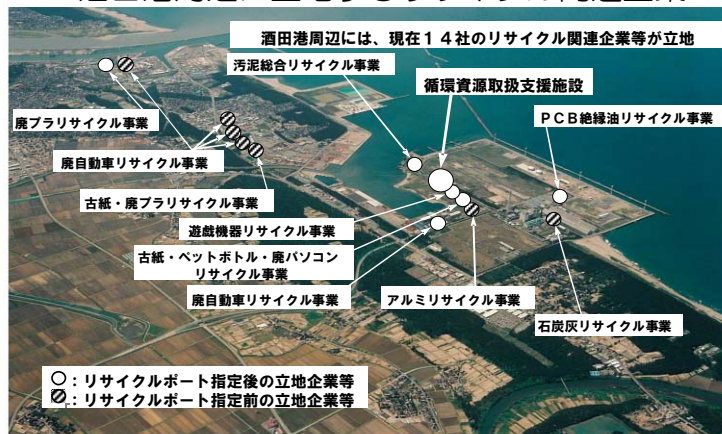 酒田港周辺には、現在１４社のリサイクル関連企業等が立地
汚泥総合リサイクル事業
循環資源取扱支援施設
ＰＣＢ絶縁油リサイクル事業
廃プラリサイクル事業
廃自動車リサイクル事業
古紙・廃プラリサイクル事業
遊戯機器リサイクル事業
古紙・ペットボトル・廃パソコン
リサイクル事業
廃自動車リサイクル事業
アルミリサイクル事業
石炭灰リサイクル事業
○：リサイクルポート指定後の立地企業等
：リサイクルポート指定前の立地企業等